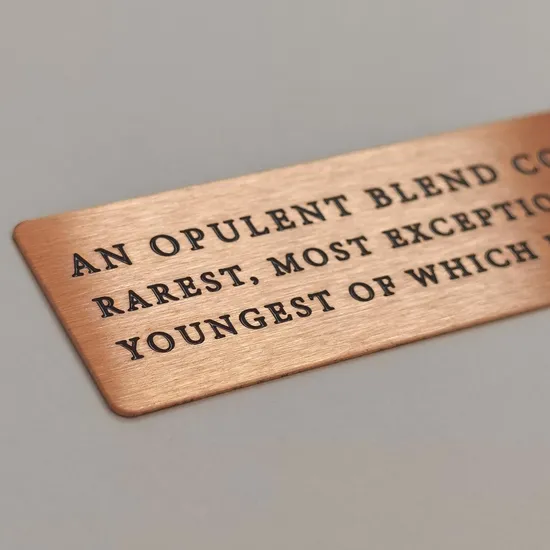 AN OPULENT BLEND
RAREST, MOST
YOUNGEST OF WHICH